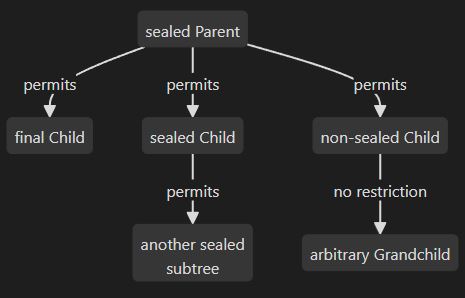 sealed Parent
permits
permits
permits
final Child
sealed Child
non-sealed Child
permits
no restriction
another sealed
subtree
arbitrary Grandchild